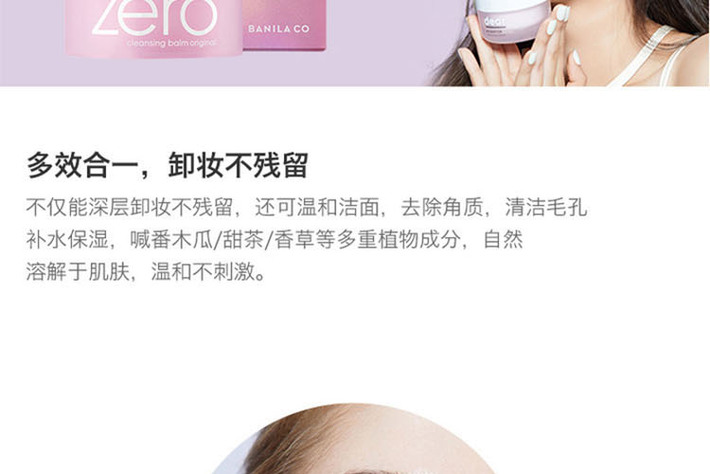 zero
cleansing balm original
BANILA CO
dear
多效合一，卸妆不残留
不仅能深层卸妆不残留，还可温和洁面，去除角质，清洁毛孔
补水保湿，喊番木瓜/甜茶/香草等多重植物成分，自然
溶解于肌肤，温和不刺激。